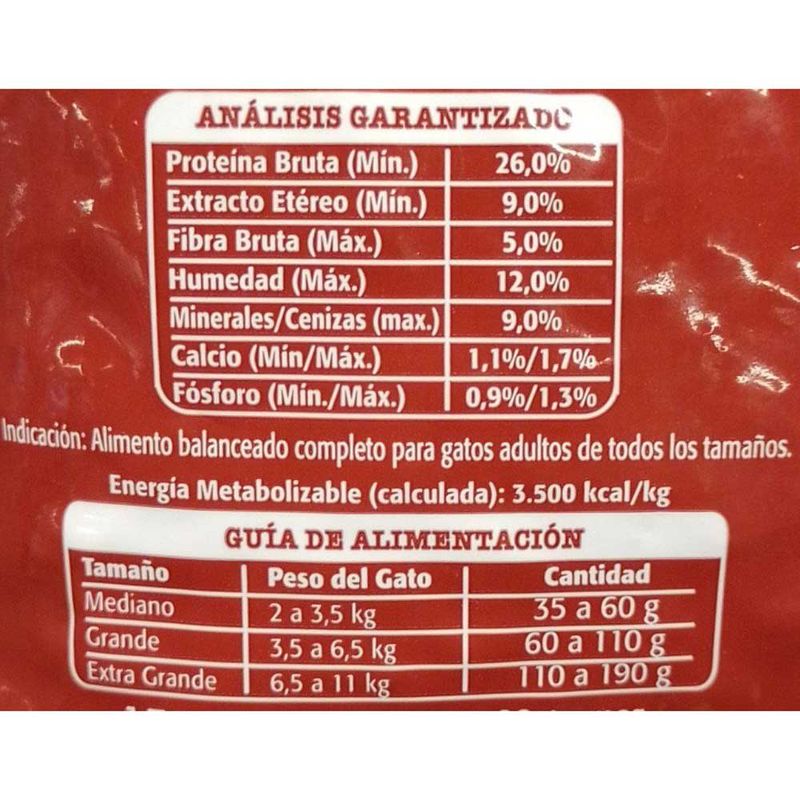 ANÁLISIS GARANTIZADO
Proteína Bruta (Mín.) 26,0%
Extracto Etéreo (Mín.) 9,0%
Fibra Bruta (Máx.) 5,0%
Humedad (Máx.) 12,0%
Minerales/Cenizas (max.) 9,0%
Calcio (Mín/Máx.) 1,1%/1,7%
Fósforo (Mín./Máx.) 0,9%/1,3%
Indicación: Alimento balanceado completo para gatos adultos de todos los tamaños.
Energía Metabolizable (calculada): 3.500 kcal/kg
GUÍA DE ALIMENTACIÓN
Tamaño Peso del Gato Cantidad
Mediano 2 a 3,5 kg 35 a 60 g
Grande 3,5 a 6,5 kg 60 a 110 g
Extra Grande 6,5 a 11 kg 110 a 190 g